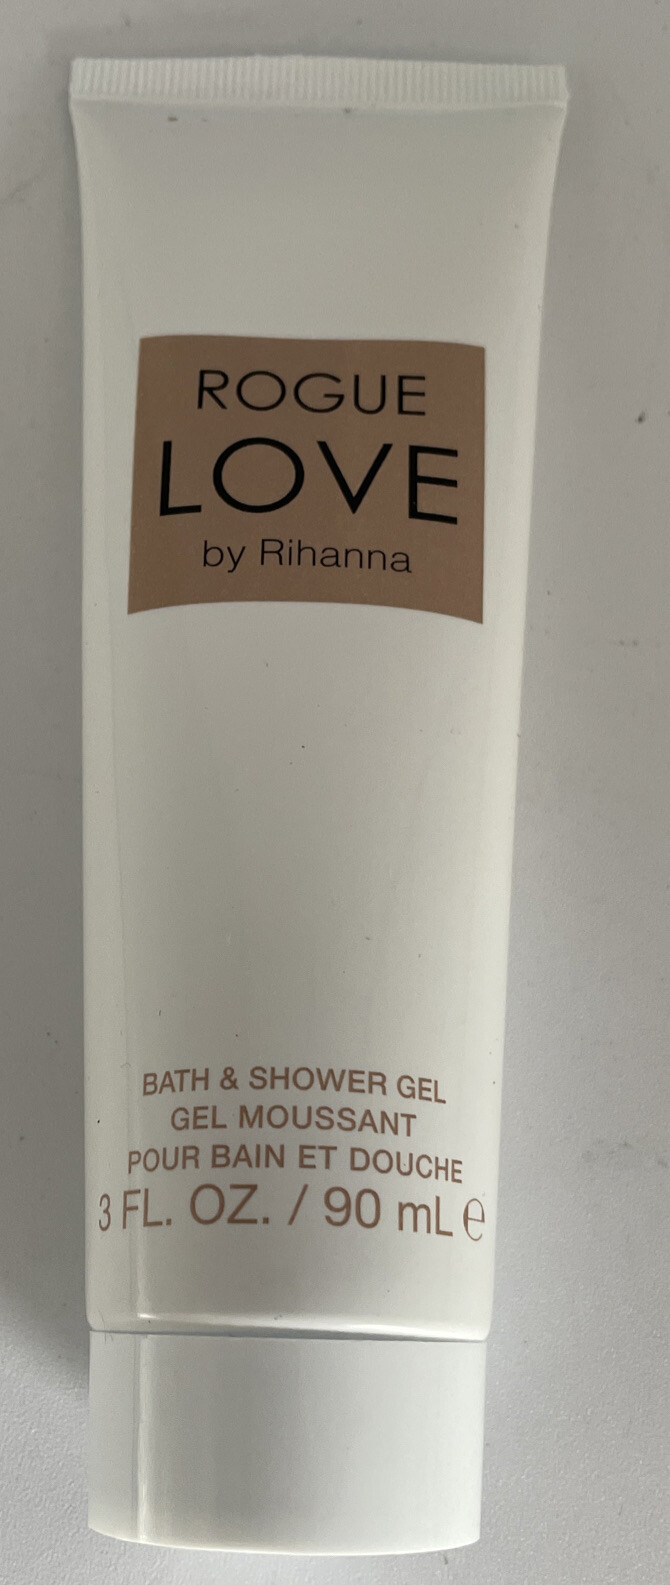 ROGUE
LOVE
by Rihanna
BATH & SHOWER GEL
GEL MOUSSANT
POUR BAIN ET DOUCHE
3 FL. OZ. / 90 mL ℮